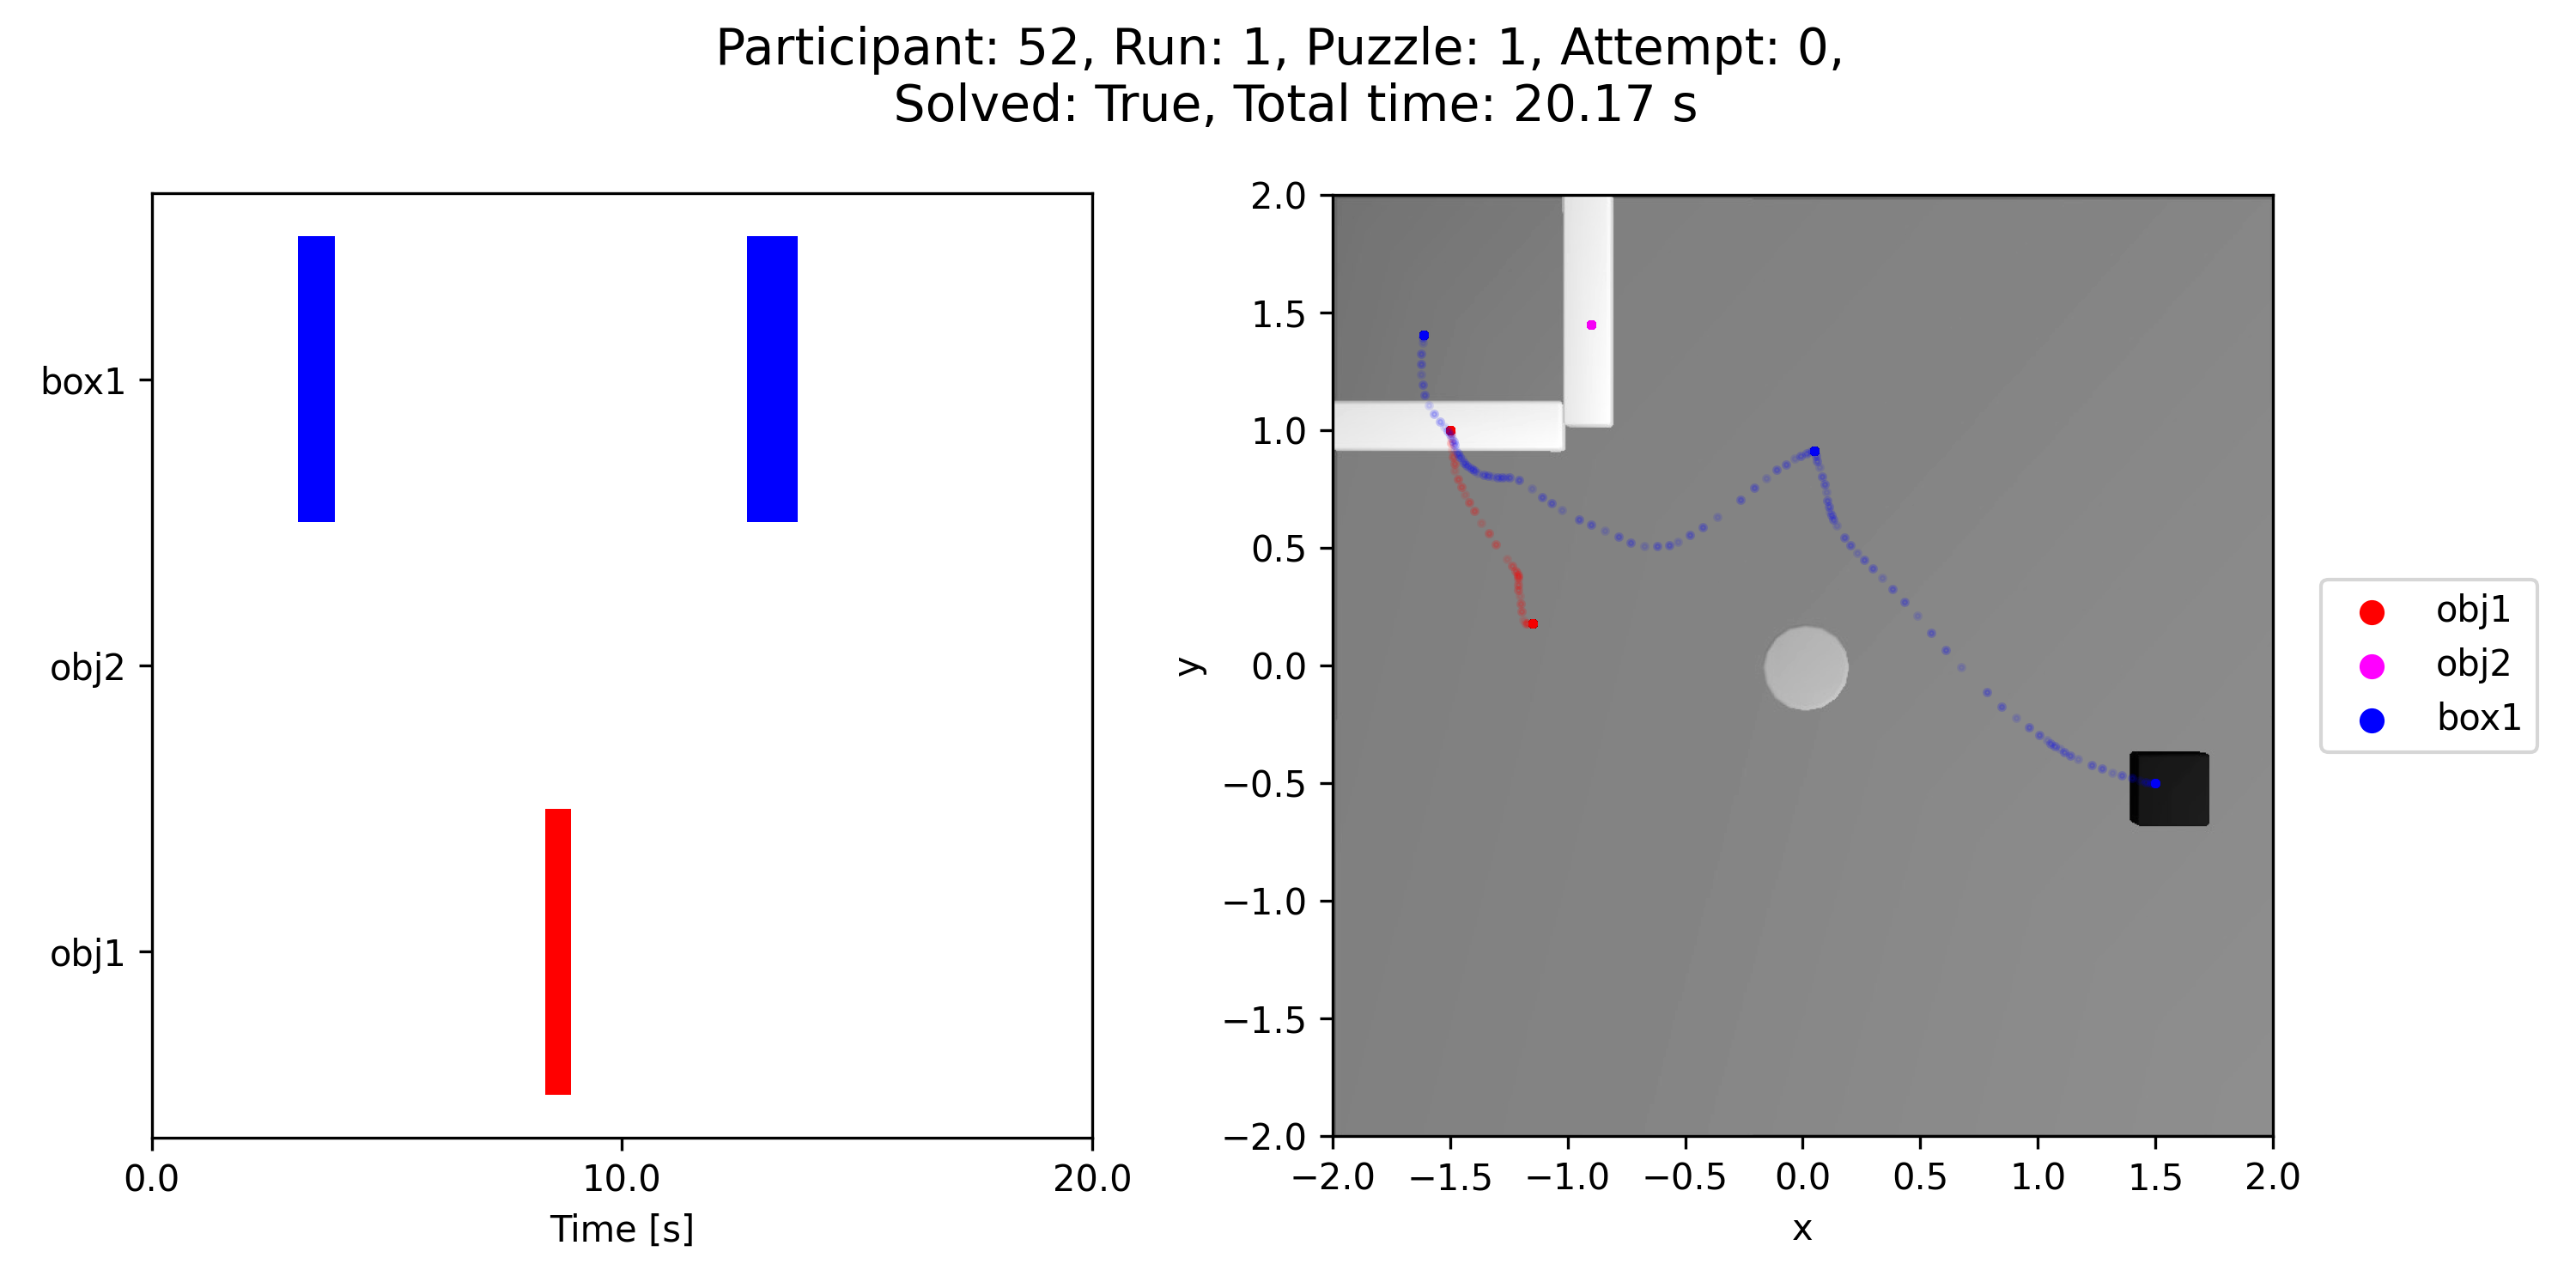 Participant: 52, Run: 1, Puzzle: 1, Attempt: 0,
Solved: True, Total time: 20.17 s
box1
obj2
obj1
0.0
10.0
20.0
Time [s]
2.0
1.5
1.0
0.5
0.0
−0.5
−1.0
−1.5
−2.0
y
−2.0
−1.5
−1.0
−0.5
0.0
0.5
1.0
1.5
2.0
x
obj1
obj2
box1